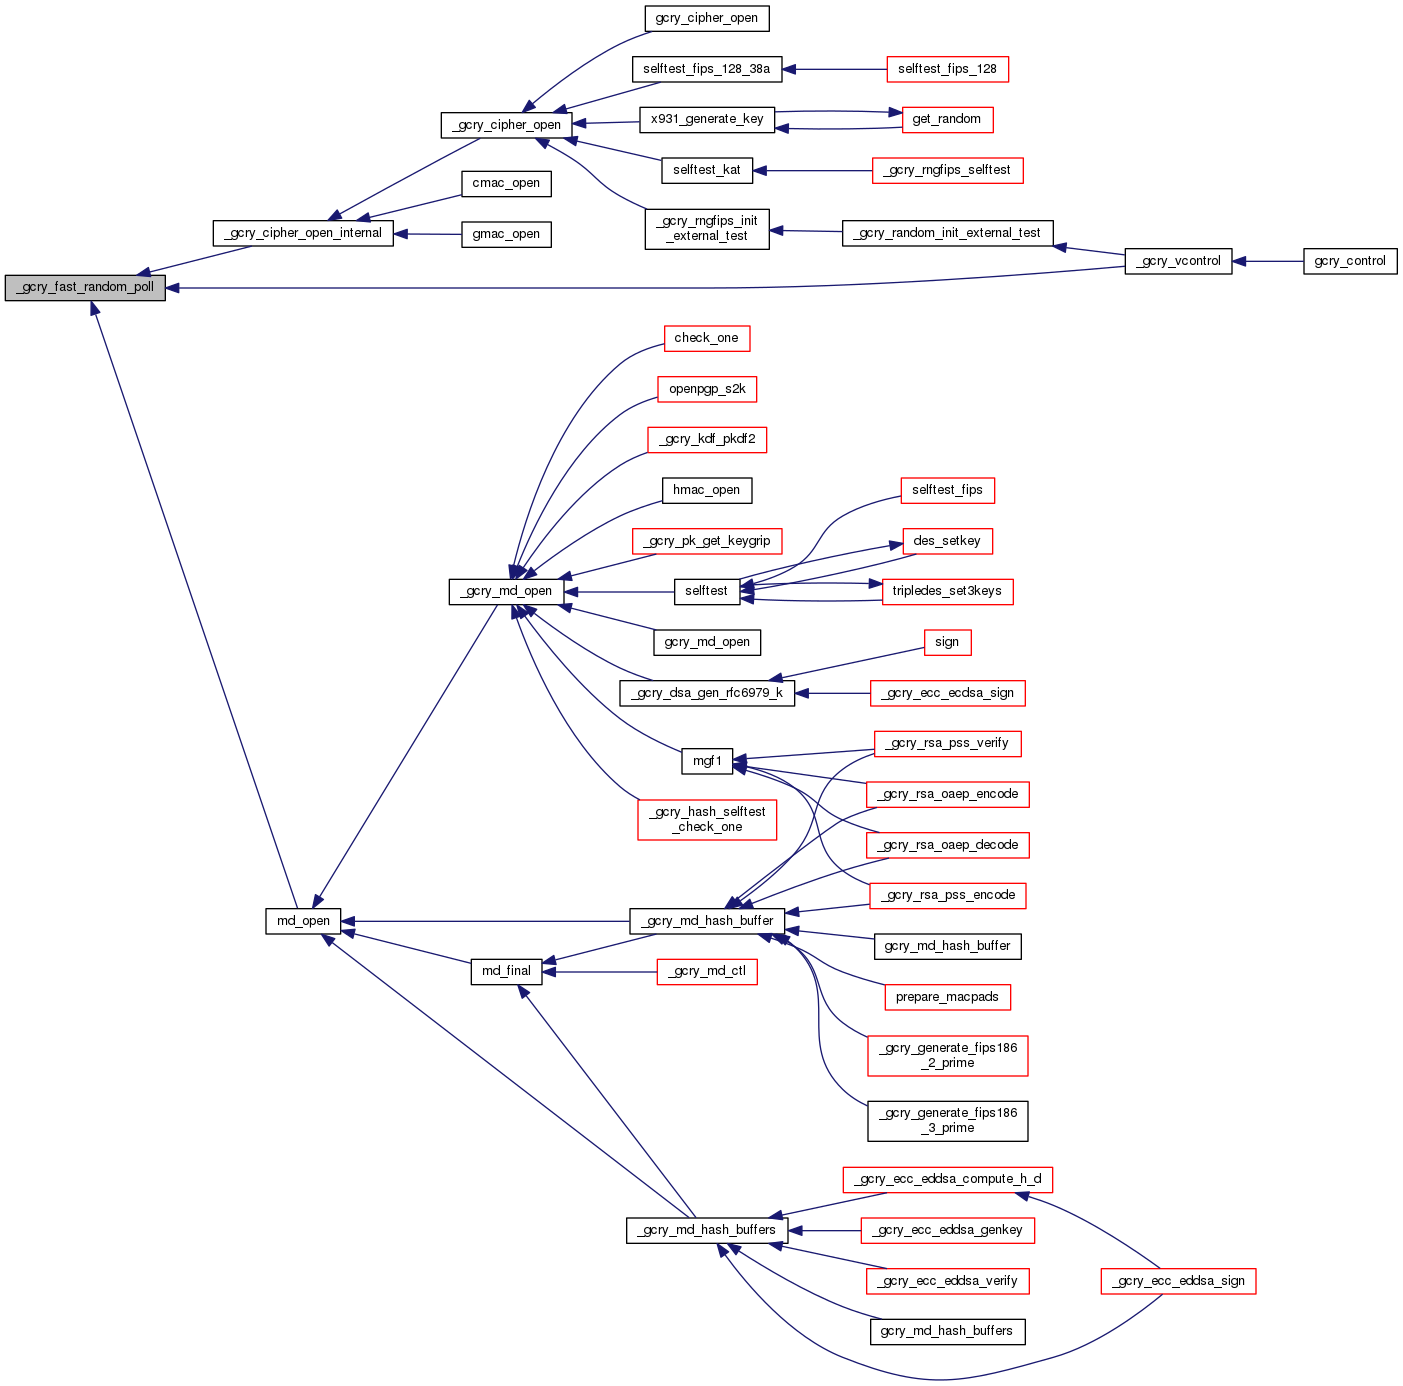 gcry_cipher_open
selftest_fips_128_38a
selftest_fips_128
_gcry_cipher_open
x931_generate_key
get_random
selftest_kat
_gcry_rngfips_selftest
cmac_open
_gcry_rngfips_init
_external_test
_gcry_cipher_open_internal
gmac_open
_gcry_random_init_external_test
_gcry_vcontrol
gcry_control
_gcry_fast_random_poll
check_one
openpgp_s2k
_gcry_kdf_pkdf2
hmac_open
selftest_fips
_gcry_pk_get_keygrip
des_setkey
_gcry_md_open
selftest
tripledes_set3keys
gcry_md_open
sign
_gcry_dsa_gen_rfc6979_k
_gcry_ecc_ecdsa_sign
mgf1
_gcry_rsa_pss_verify
_gcry_rsa_oaep_encode
_gcry_hash_selftest
_check_one
_gcry_rsa_oaep_decode
_gcry_rsa_pss_encode
md_open
_gcry_md_hash_buffer
gcry_md_hash_buffer
md_final
_gcry_md_ctl
prepare_macpads
_gcry_generate_fips186
_2_prime
_gcry_generate_fips186
_3_prime
_gcry_ecc_eddsa_compute_h_d
_gcry_md_hash_buffers
_gcry_ecc_eddsa_genkey
_gcry_ecc_eddsa_verify
_gcry_ecc_eddsa_sign
gcry_md_hash_buffers